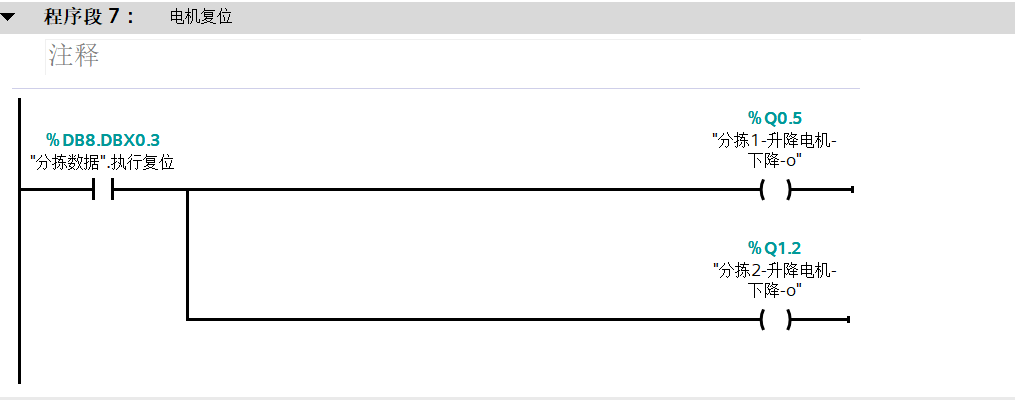 程序段 7： 电机复位
注释
%Q0.5
%DB8.DBX0.3
"分拣1-升降电机-
"分拣数据".执行复位
下降-o"
%Q1.2
"分拣2-升降电机-
下降-o"